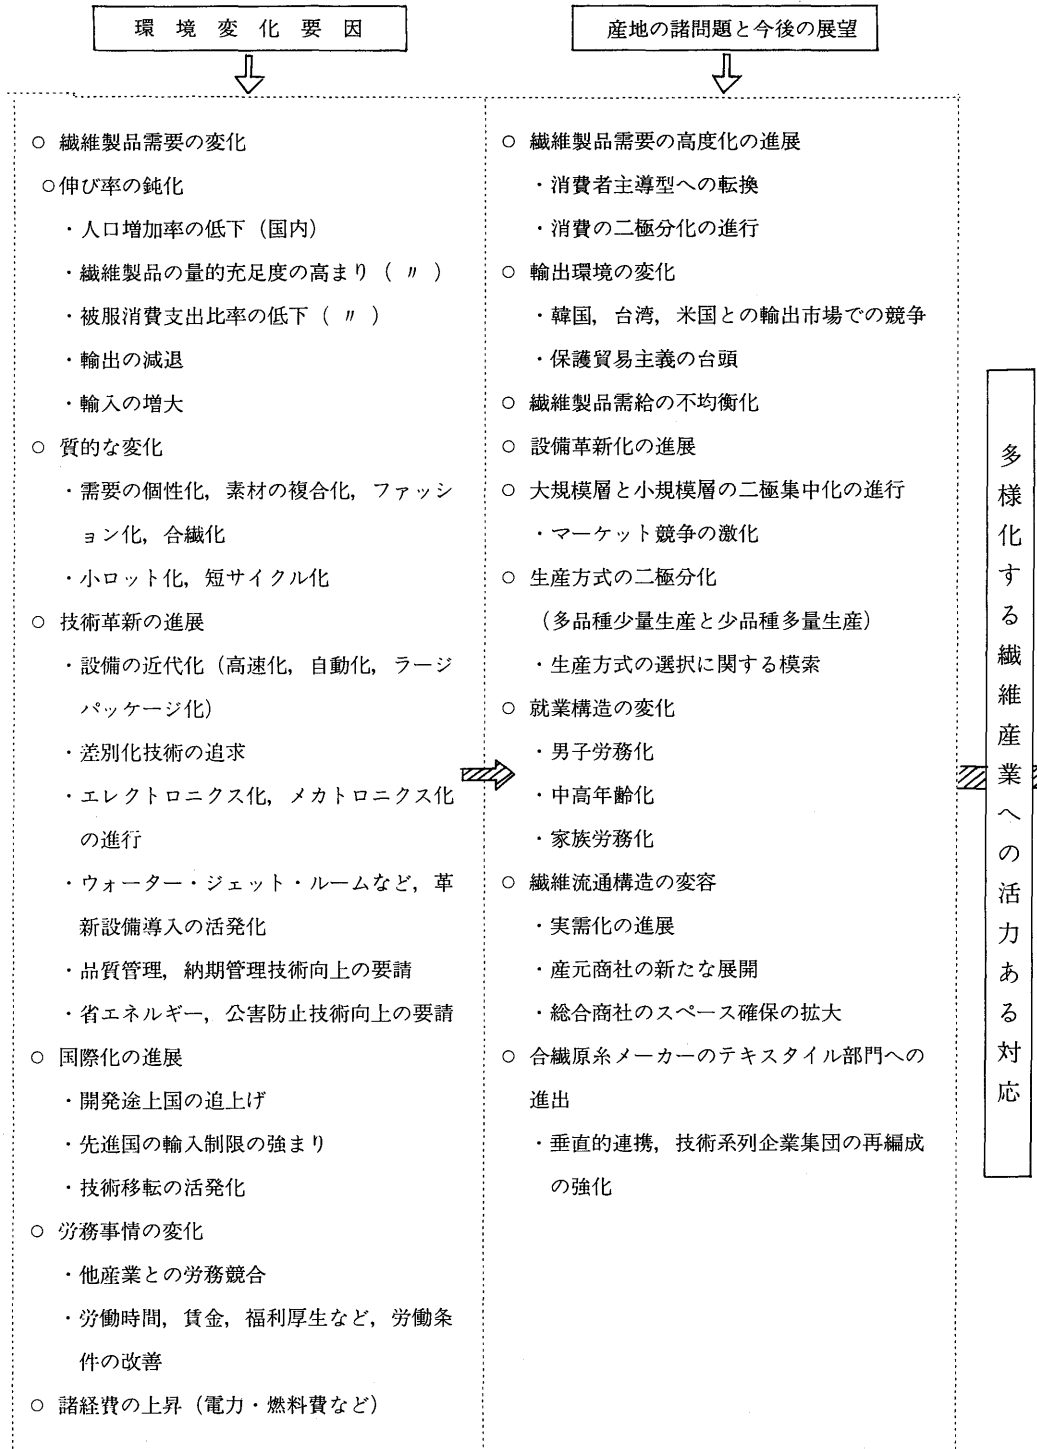 環境変化要因
○ 繊維製品需要の変化
○伸び率の鈍化
・人口増加率の低下（国内）
・繊維製品の量的充足度の高まり（ 〃 ）
・被服消費支出比率の低下（ 〃 ）
・輸出の減退
・輸入の増大
○ 質的な変化
・需要の個性化，素材の複合化，ファッシ
ョン化，合繊化
・小ロット化，短サイクル化
○ 技術革新の進展
・設備の近代化（高速化，自動化，ラージ
パッケージ化）
・差別化技術の追求
・エレクトロニクス化，メカトロニクス化
の進行
・ウォーター・ジェット・ルームなど，革
新設備導入の活発化
・品質管理，納期管理技術向上の要請
・省エネルギー，公害防止技術向上の要請
○ 国際化の進展
・開発途上国の追上げ
・先進国の輸入制限の強まり
・技術移転の活発化
○ 労務事情の変化
・他産業との労務競合
・労働時間，賃金，福利厚生など，労働条
件の改善
○ 諸経費の上昇（電力・燃料費など）
産地の諸問題と今後の展望
○ 繊維製品需要の高度化の進展
・消費者主導型への転換
・消費の二極分化の進行
○ 輸出環境の変化
・韓国，台湾，米国との輸出市場での競争
・保護貿易主義の台頭
○ 繊維製品需給の不均衡化
○ 設備革新化の進展
○ 大規模層と小規模層の二極集中化の進行
・マーケット競争の激化
○ 生産方式の二極分化
（多品種少量生産と少品種多量生産）
・生産方式の選択に関する模索
○ 就業構造の変化
・男子労務化
・中高年齢化
・家族労務化
○ 繊維流通構造の変容
・実需化の進展
・産元商社の新たな展開
・総合商社のスペース確保の拡大
○ 合繊原糸メーカーのテキスタイル部門への
進出
・垂直的連携，技術系列企業集団の再編成
の強化
多様化する繊維産業への活力ある対応